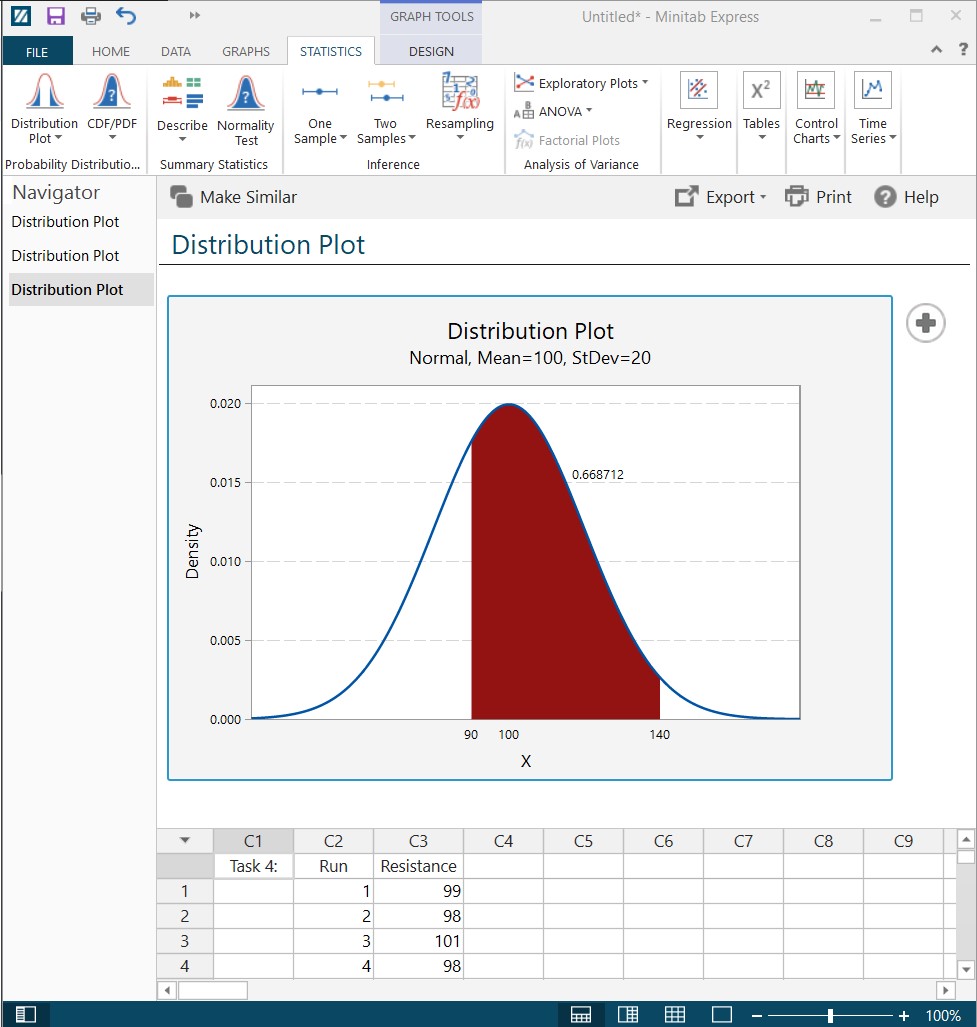 GRAPH TOOLS
Untitled* - Minitab Express
FILE HOME DATA GRAPHS STATISTICS DESIGN
?
Exploratory Plots
ANOVA
Factorial Plots
Distribution Plot
CDF/PDF
Describe
Normality Test
One Sample
Two Samples
Resampling
Regression
X² Tables
Control Charts
Time Series
Probability Distributio...
Summary Statistics
Inference
Analysis of Variance
Navigator
Distribution Plot
Distribution Plot
Distribution Plot
Make Similar
Export
Print
? Help
Distribution Plot
Distribution Plot
Normal, Mean=100, StDev=20
0.020
0.015
0.010
0.005
0.000
Density
0.668712
90 100 140
X
C1 C2 C3 C4 C5 C6 C7 C8 C9
Task 4: Run Resistance
1 1 99
2 2 98
3 3 101
4 4 98
100%